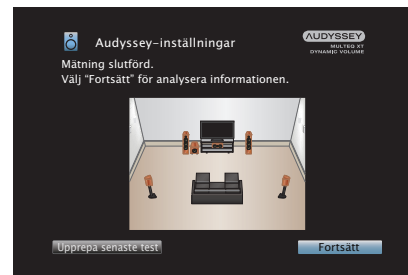 Audyssey-inställningar
AUDYSSEY
MULTEQ XT
DYNAMIC VOLUME
Mätning slutförd.
Välj “Fortsätt” för analysera informationen.
Upprepa senaste test
Fortsätt